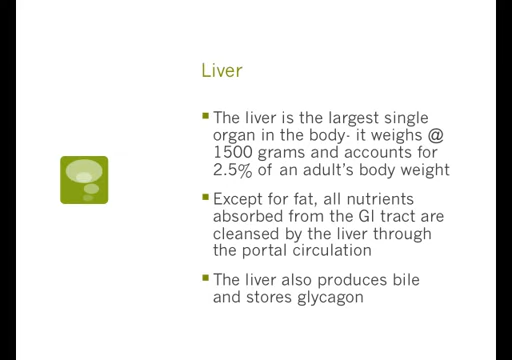 Liver
▪ The liver is the largest single
organ in the body- it weighs @
1500 grams and accounts for
2.5% of an adult's body weight
▪ Except for fat, all nutrients
absorbed from the GI tract are
cleansed by the liver through
the portal circulation
▪ The liver also produces bile
and stores glycagon